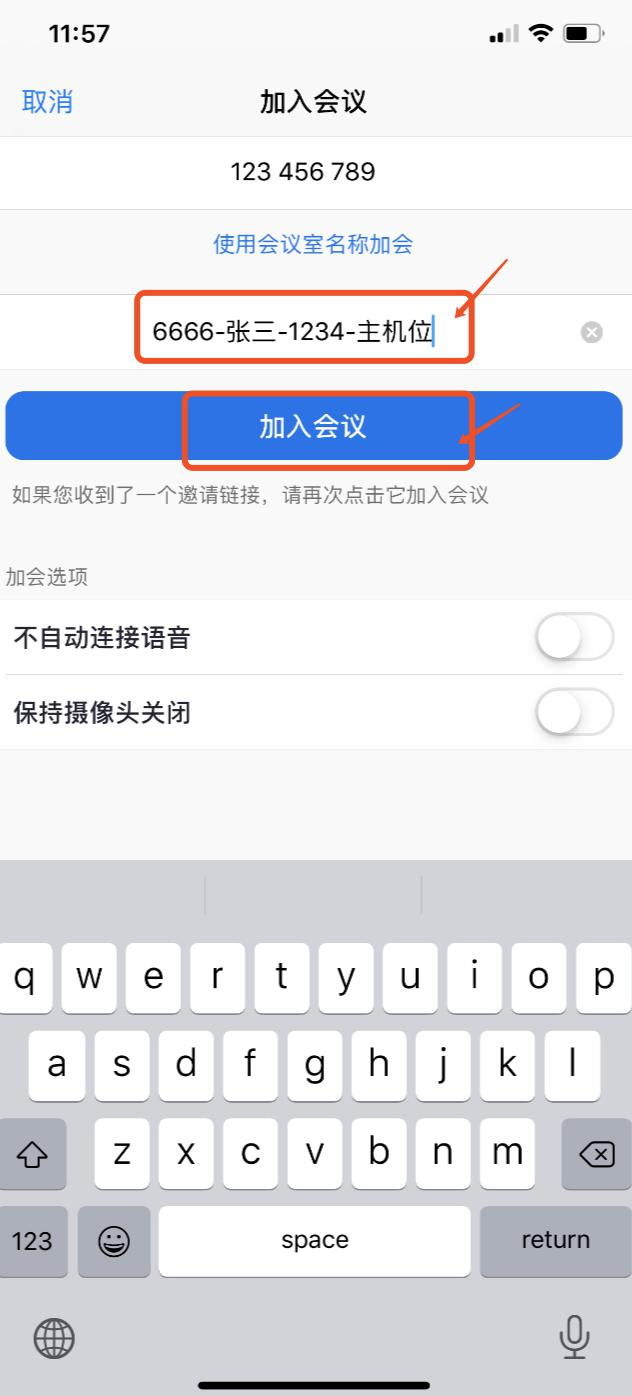 11:57
取消 加入会议
123 456 789
使用会议室名称加会
6666-张三-1234-主机位
加入会议
如果您收到了一个邀请链接，请再次点击它加入会议
加会选项
不自动连接语音
保持摄像头关闭
q w e r t y u i o p
a s d f g h j k l
z x c v b n m
123 space return